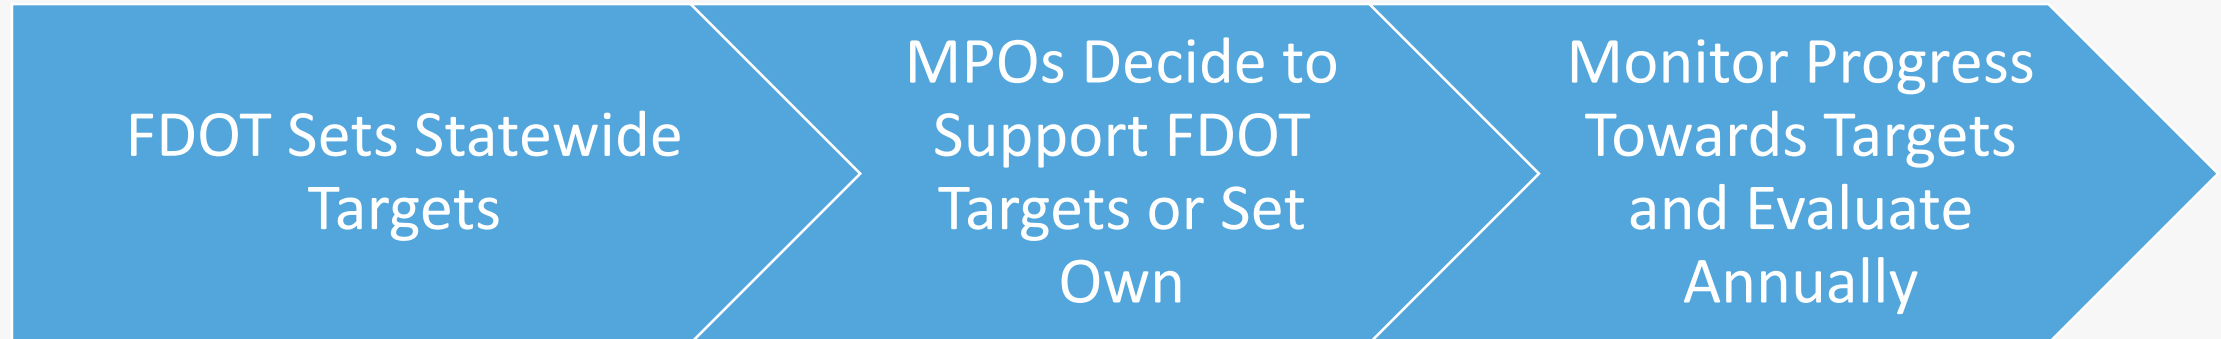 FDOT Sets Statewide
Targets
MPOs Decide to
Support FDOT
Targets or Set
Own
Monitor Progress
Towards Targets
and Evaluate
Annually